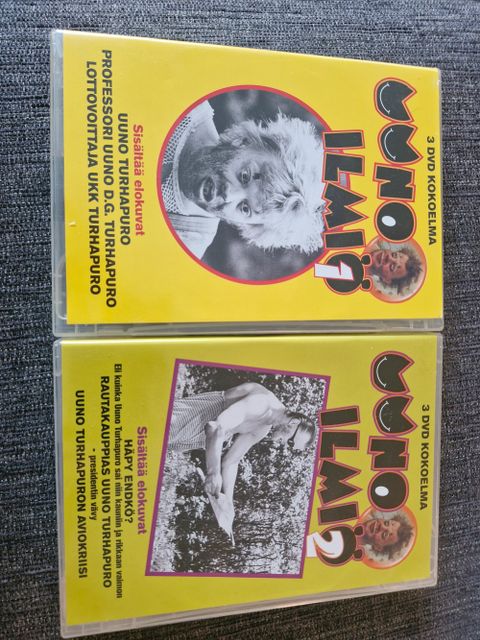 3 DVD KOKOELMA
UUNO
ILMIÖ
1
Sisältää elokuvat
UUNO TURHAPURO
PROFESSORI UUNO D.G. TURHAPURO
LOTTOVOITTAJA UKK TURHAPURO
3 DVD KOKOELMA
UUNO
ILMIÖ
2
Sisältää elokuvat
HÄPY ENDKÖ?
Eli kuinka Uuno Turhapuro sai niin kauniin ja rikkaan vaimon
RAUTAKAUPPIAS UUNO TURHAPURO
- presidentin vävy
UUNO TURHAPURON AVIOKRIISI